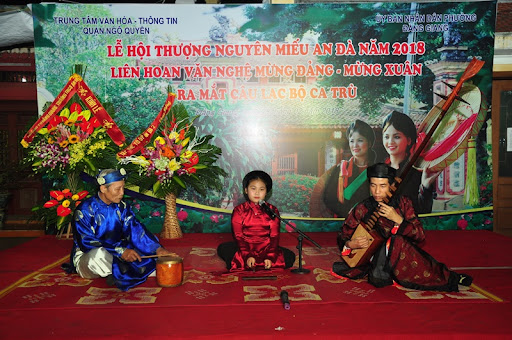 TRUNG TÂM VĂN HÓA - THÔNG TIN
QUẬN NGÔ QUYỀN
ỦY BAN NHÂN DÂN PHƯỜNG
ĐẰNG GIANG
LỄ HỘI THƯỢNG NGUYÊN MIẾU AN ĐÀ NĂM 2018
LIÊN HOAN VĂN NGHỆ MỪNG ĐẢNG - MỪNG XUÂN
RA MẮT CÂU LẠC BỘ CA TRÙ